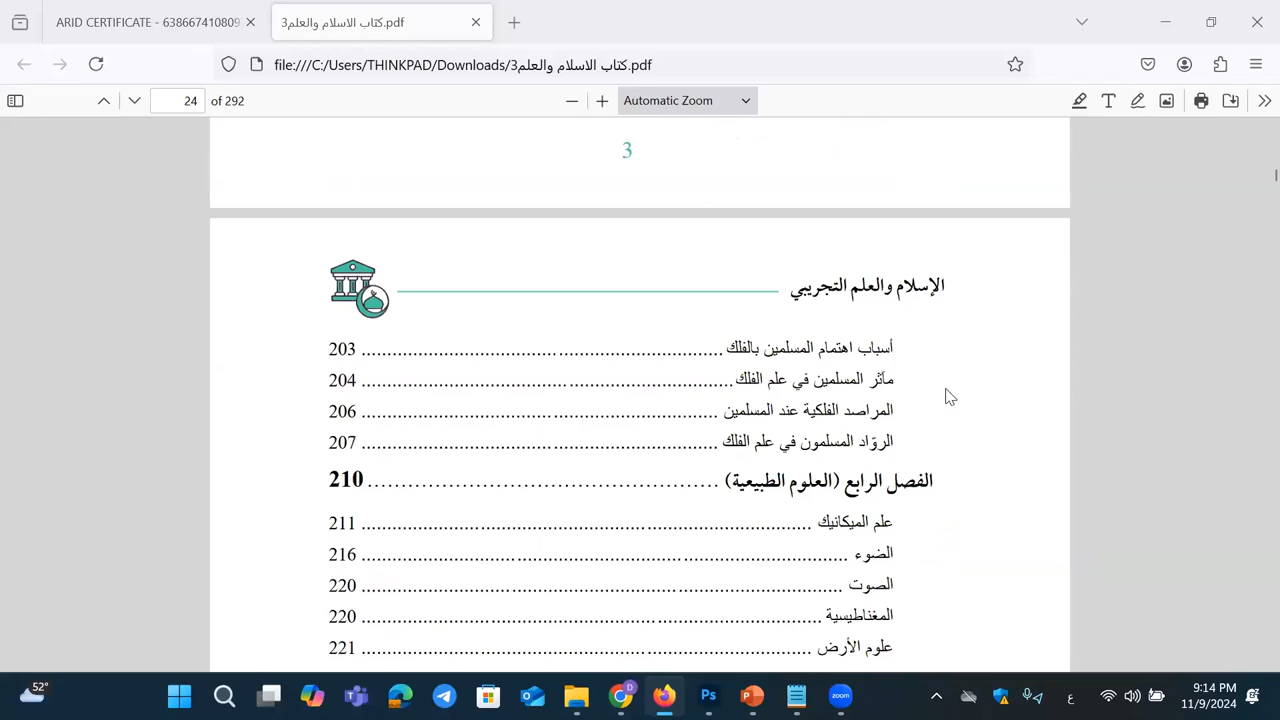 ARID CERTIFICATE - 638667410809
كتاب الاسلام والعلم3.pdf
file:///C:/Users/THINKPAD/Downloads/كتاب الاسلام والعلم3.pdf
24 of 292
Automatic Zoom
3
الإسلام والعلم التجريبي
أسباب اهتمام المسلمين بالفلك ........................................................................ 203
مآثر المسلمين في علم الفلك ........................................................................ 204
المراصد الفلكية عند المسلمين ........................................................................ 206
الروّاد المسلمون في علم الفلك ........................................................................ 207
الفصل الرابع (العلوم الطبيعية) ................................................ 210
علم الميكانيك ........................................................................ 211
الضوء ........................................................................ 216
الصوت ........................................................................ 220
المغناطيسية ........................................................................ 220
علوم الأرض ........................................................................ 221
52°
ع
9:14 PM
11/9/2024